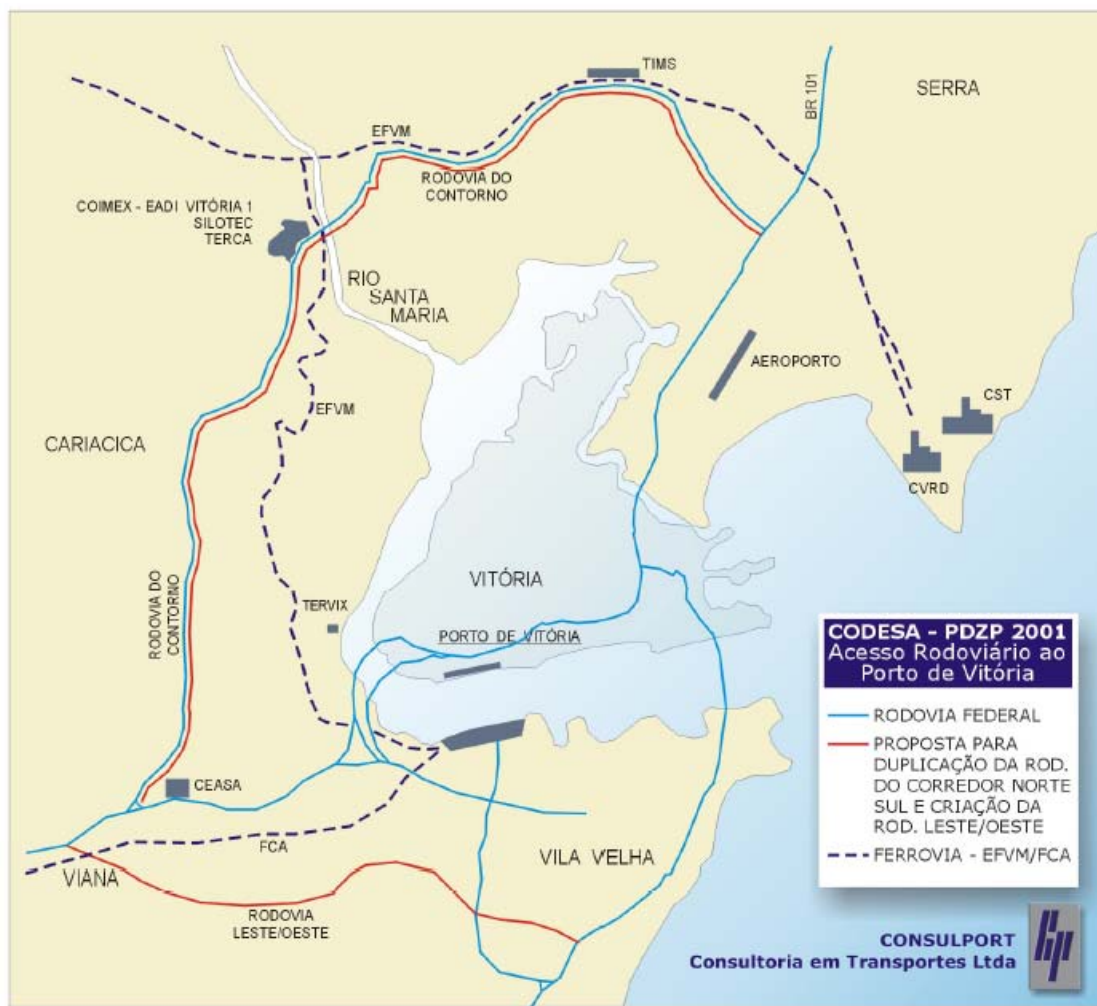 TIMS
BR 101
SERRA
EFVM
RODOVIA DO
CONTORNO
COIMEX - EADI VITÓRIA 1
SILOTEC
TERCA
RIO
SANTA
MARIA
AEROPORTO
EFVM
CST
CARIACICA
CVRD
VITÓRIA
RODOVIA DO
CONTORNO
TERVIX
PORTO DE VITÓRIA
CODESA - PDZP 2001
Acesso Rodoviário ao
Porto de Vitória
RODOVIA FEDERAL
PROPOSTA PARA
DUPLICAÇÃO DA ROD.
DO CORREDOR NORTE
SUL E CRIAÇÃO DA
ROD. LESTE/OESTE
FERROVIA - EFVM/FCA
CEASA
FCA
VILA VELHA
VIANA
RODOVIA
LESTE/OESTE
CONSULPORT
Consultoria em Transportes Ltda